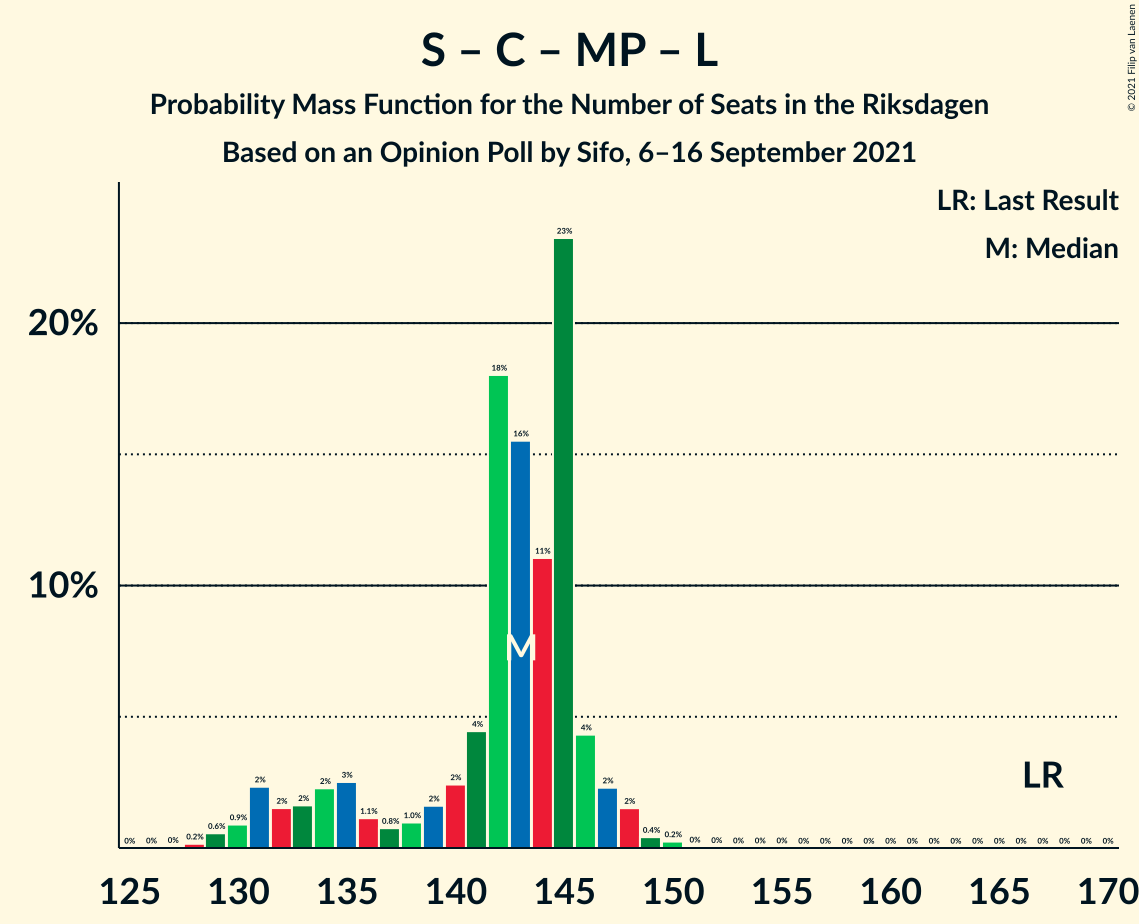 S – C – MP – L
Probability Mass Function for the Number of Seats in the Riksdagen
Based on an Opinion Poll by Sifo, 6–16 September 2021
© 2021 Filip van Laenen
LR: Last Result
M: Median
20%
10%
0% 0% 0% 0.2% 0.6% 0.9% 2% 2% 2% 2% 3% 1.1% 0.8% 1.0% 2% 2% 4% 18% 16% 11% 23% 4% 2% 2% 0.4% 0.2% 0% 0% 0% 0% 0% 0% 0% 0% 0% 0% 0% 0% 0% 0% 0% 0% 0% 0% 0% 0%
M
LR
125 130 135 140 145 150 155 160 165 170